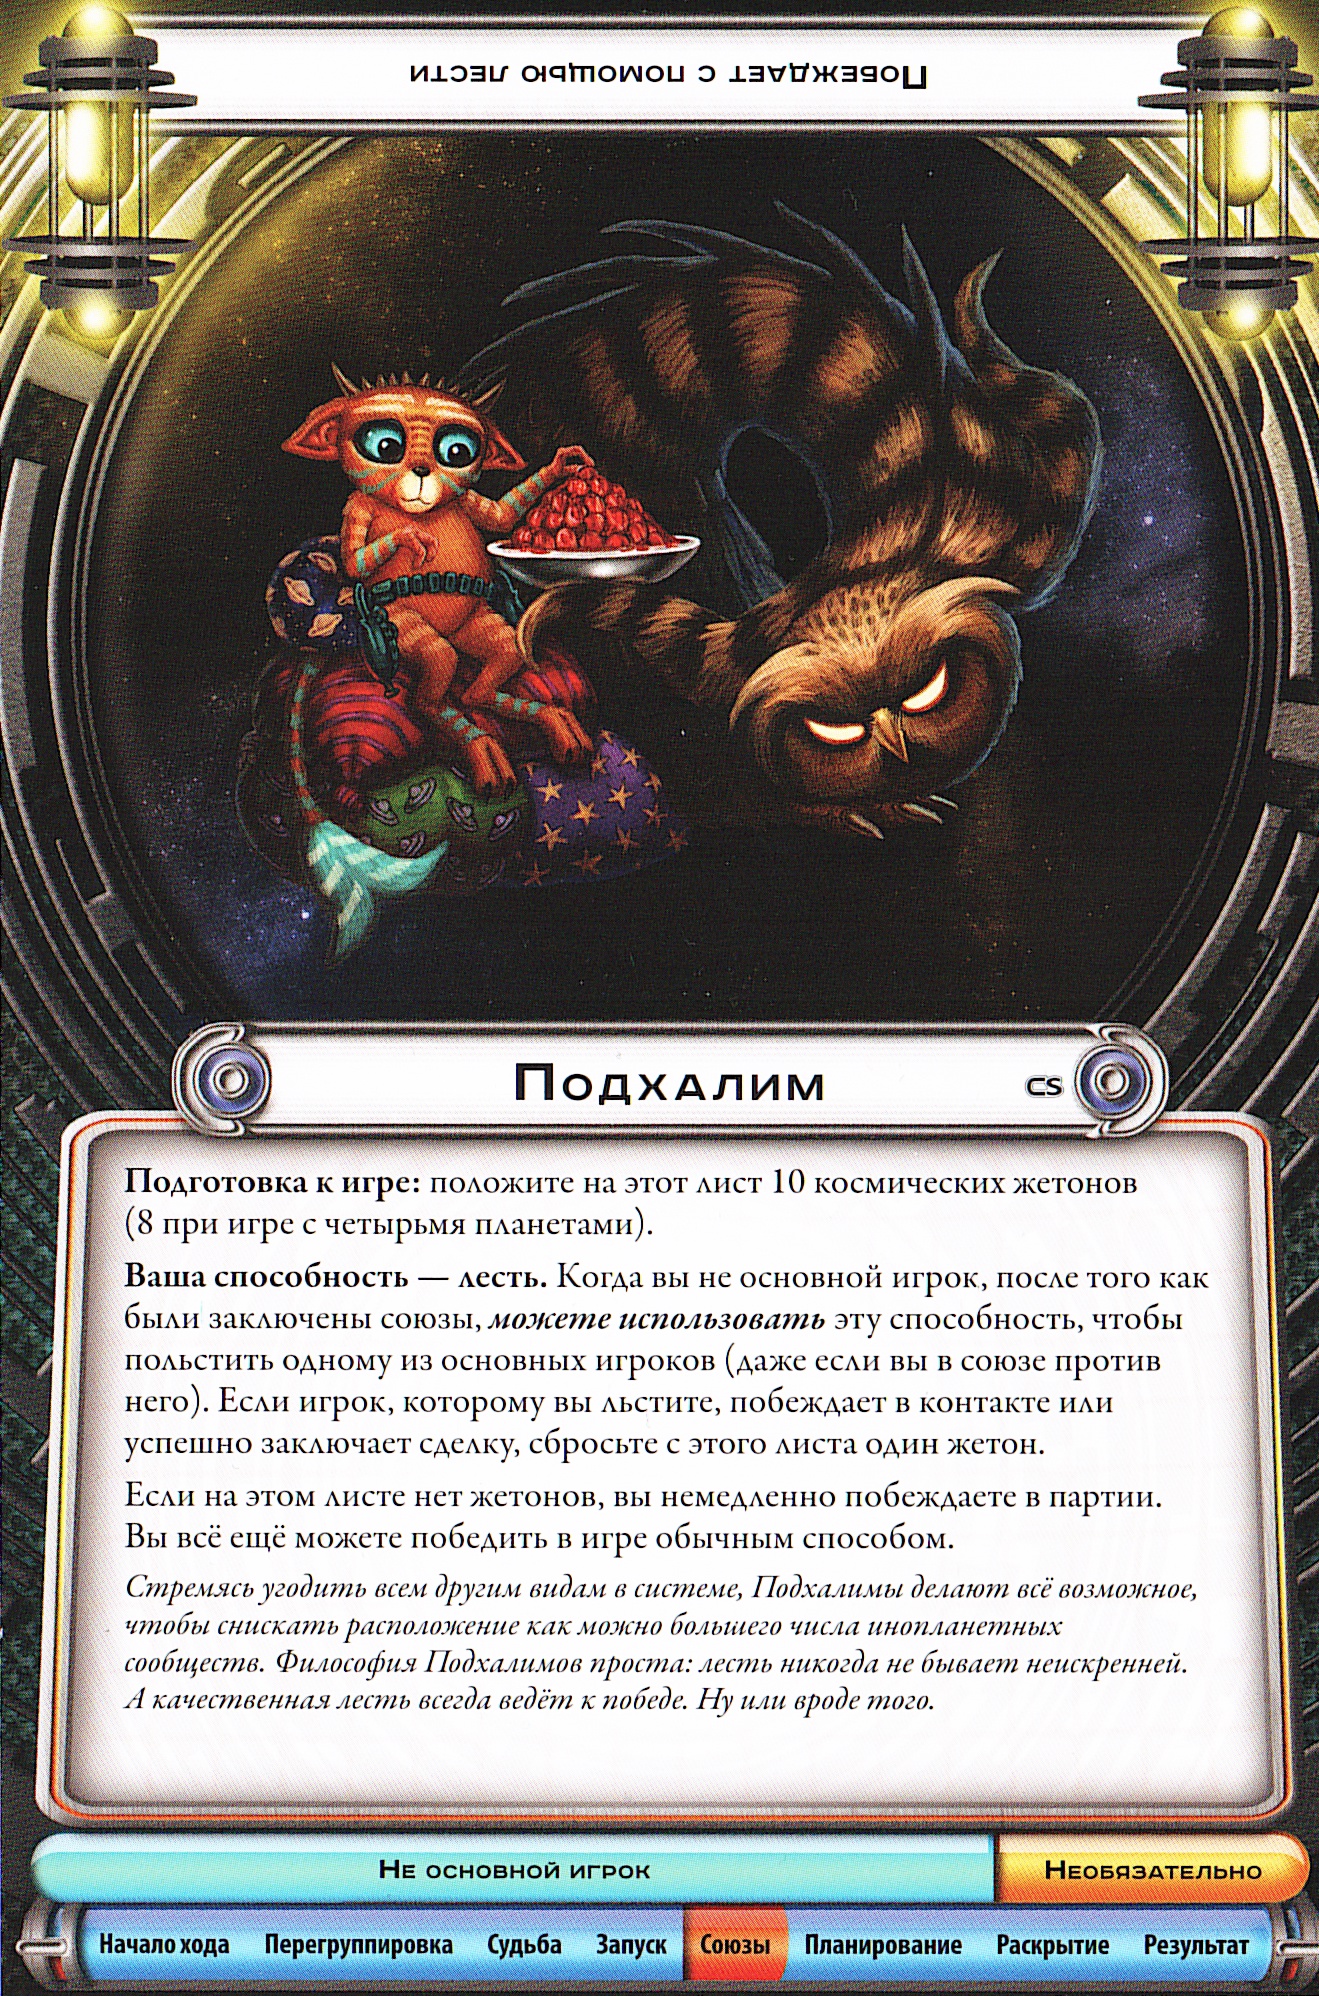 Побеждает с помощью лести
Подхалим
CS
Подготовка к игре: положите на этот лист 10 космических жетонов
(8 при игре с четырьмя планетами).
Ваша способность — лесть. Когда вы не основной игрок, после того как
были заключены союзы, можете использовать эту способность, чтобы
польстить одному из основных игроков (даже если вы в союзе против
него). Если игрок, которому вы льстите, побеждает в контакте или
успешно заключает сделку, сбросьте с этого листа один жетон.
Если на этом листе нет жетонов, вы немедленно побеждаете в партии.
Вы всё ещё можете победить в игре обычным способом.
Стремясь угодить всем другим видам в системе, Подхалимы делают всё возможное,
чтобы снискать расположение как можно большего числа инопланетных
сообществ. Философия Подхалимов проста: лесть никогда не бывает неискренней.
А качественная лесть всегда ведёт к победе. Ну или вроде того.
Не основной игрок Необязательно
Начало хода Перегруппировка Судьба Запуск Союзы Планирование Раскрытие Результат